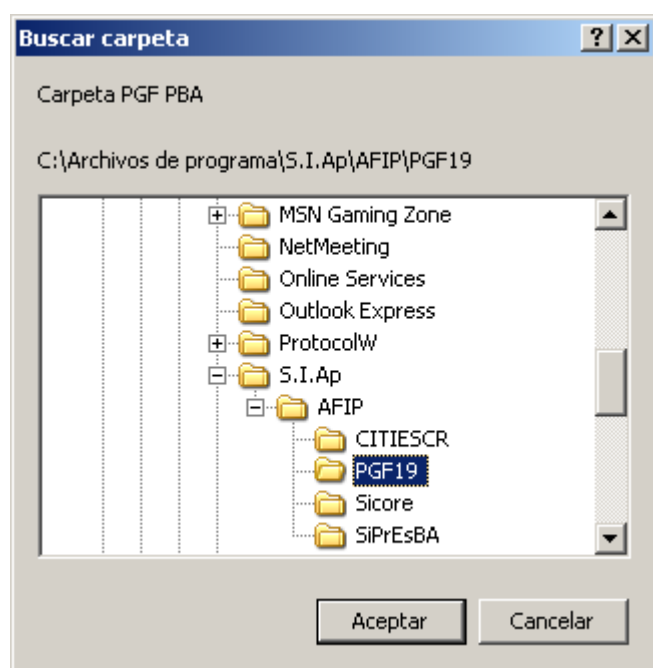 Buscar carpeta
Carpeta PGF PBA
C:\Archivos de programa\S.I.Ap\AFIP\PGF19
MSN Gaming Zone
NetMeeting
Online Services
Outlook Express
ProtocolW
S.I.Ap
AFIP
CITIESCR
PGF19
Sicore
SiPrEsBA
Aceptar Cancelar